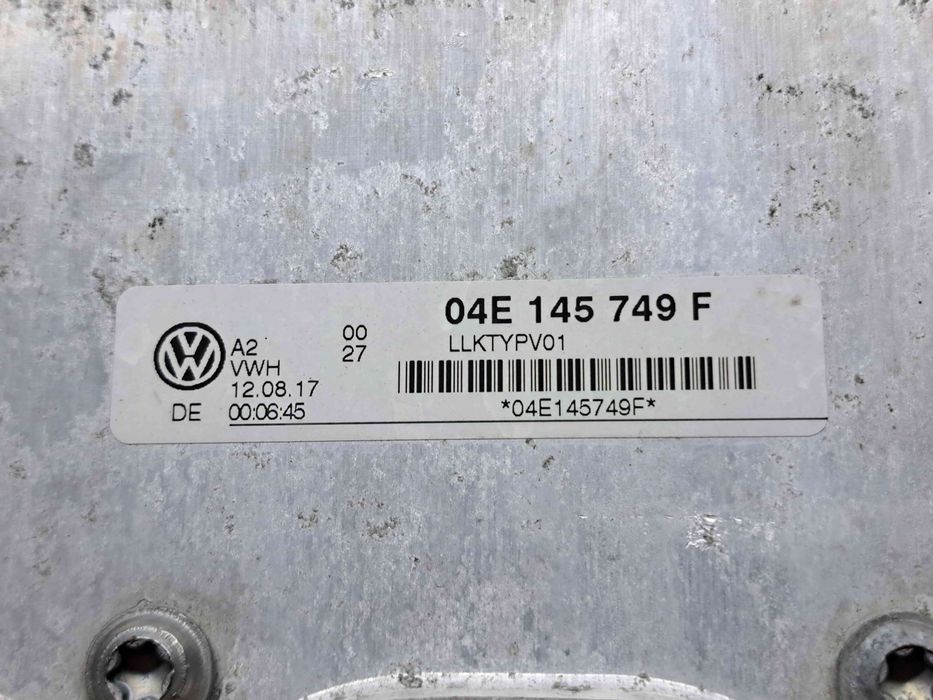 04E 145 749 F
A2
00
LLKTYPV01
VWH
27
12.08.17
DE
00:06:45
*04E145749F*